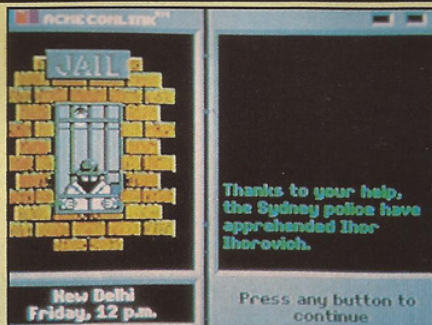 ACME COMLINK™
JAIL
Thanks to your help,
the Sydney police have
apprehended Ihor
Ihorovich.
New Delhi
Friday, 12 p.m.
Press any button to
continue